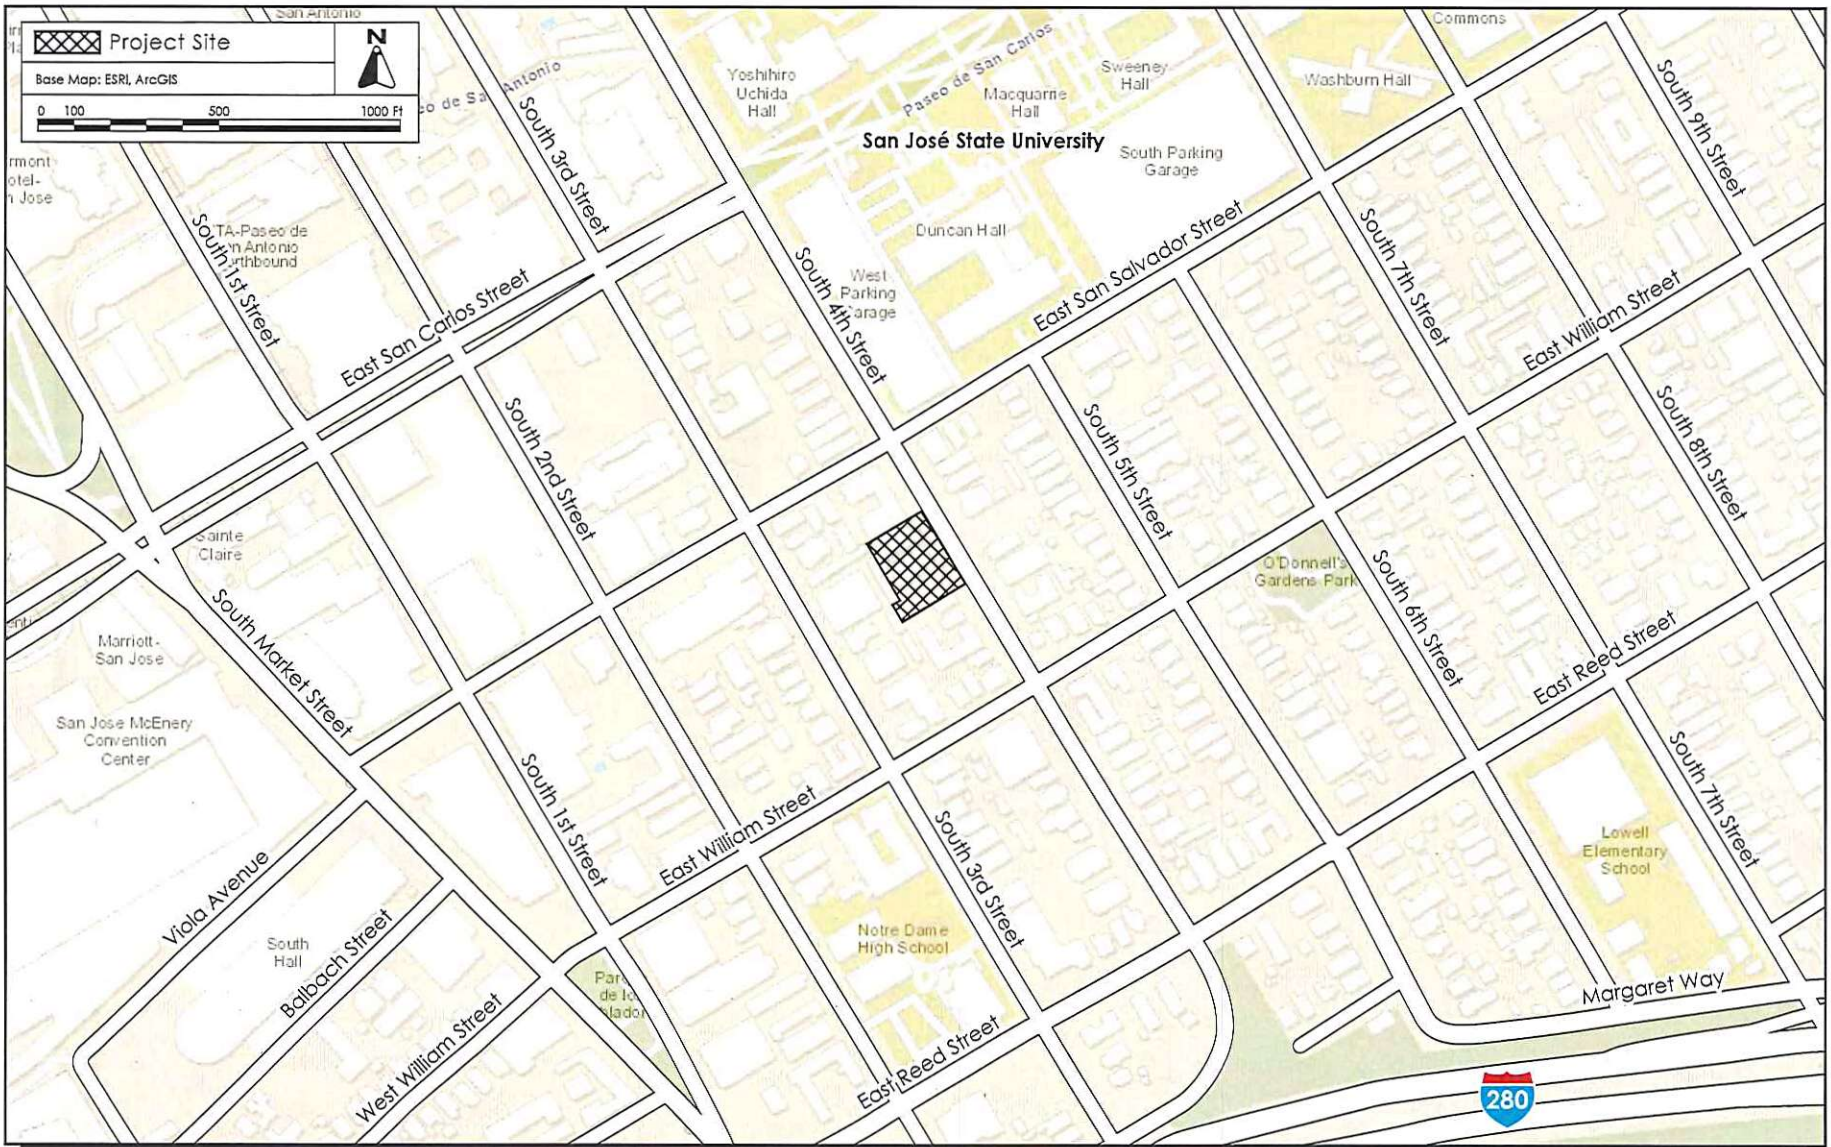 San Antonio
Project Site
N
Base Map: ESRI, ArcGIS
0 100 500 1000 Ft
Commons
Yoshihiro
Uchida
Hall
Paseo de San Carlos
Sweeney
Hall
Macquarrie
Hall
Washburn Hall
South 9th Street
South 3rd Street
San José State University
South Parking
Garage
South 1st Street
Duncan Hall
East San Salvador Street
South 7th Street
South 4th Street
West
Parking
Garage
East San Carlos Street
East William Street
South 2nd Street
South 5th Street
South 8th Street
Sainte
Claire
O'Donnell's
Gardens Park
South 6th Street
South Market Street
Marriott-
San Jose
East Reed Street
San Jose McEnery
Convention
Center
South 1st Street
East William Street
South 7th Street
Viola Avenue
South 3rd Street
Lowell
Elementary
School
Balbach Street
South
Hall
Notre Dame
High School
West William Street
Margaret Way
East Reed Street
280